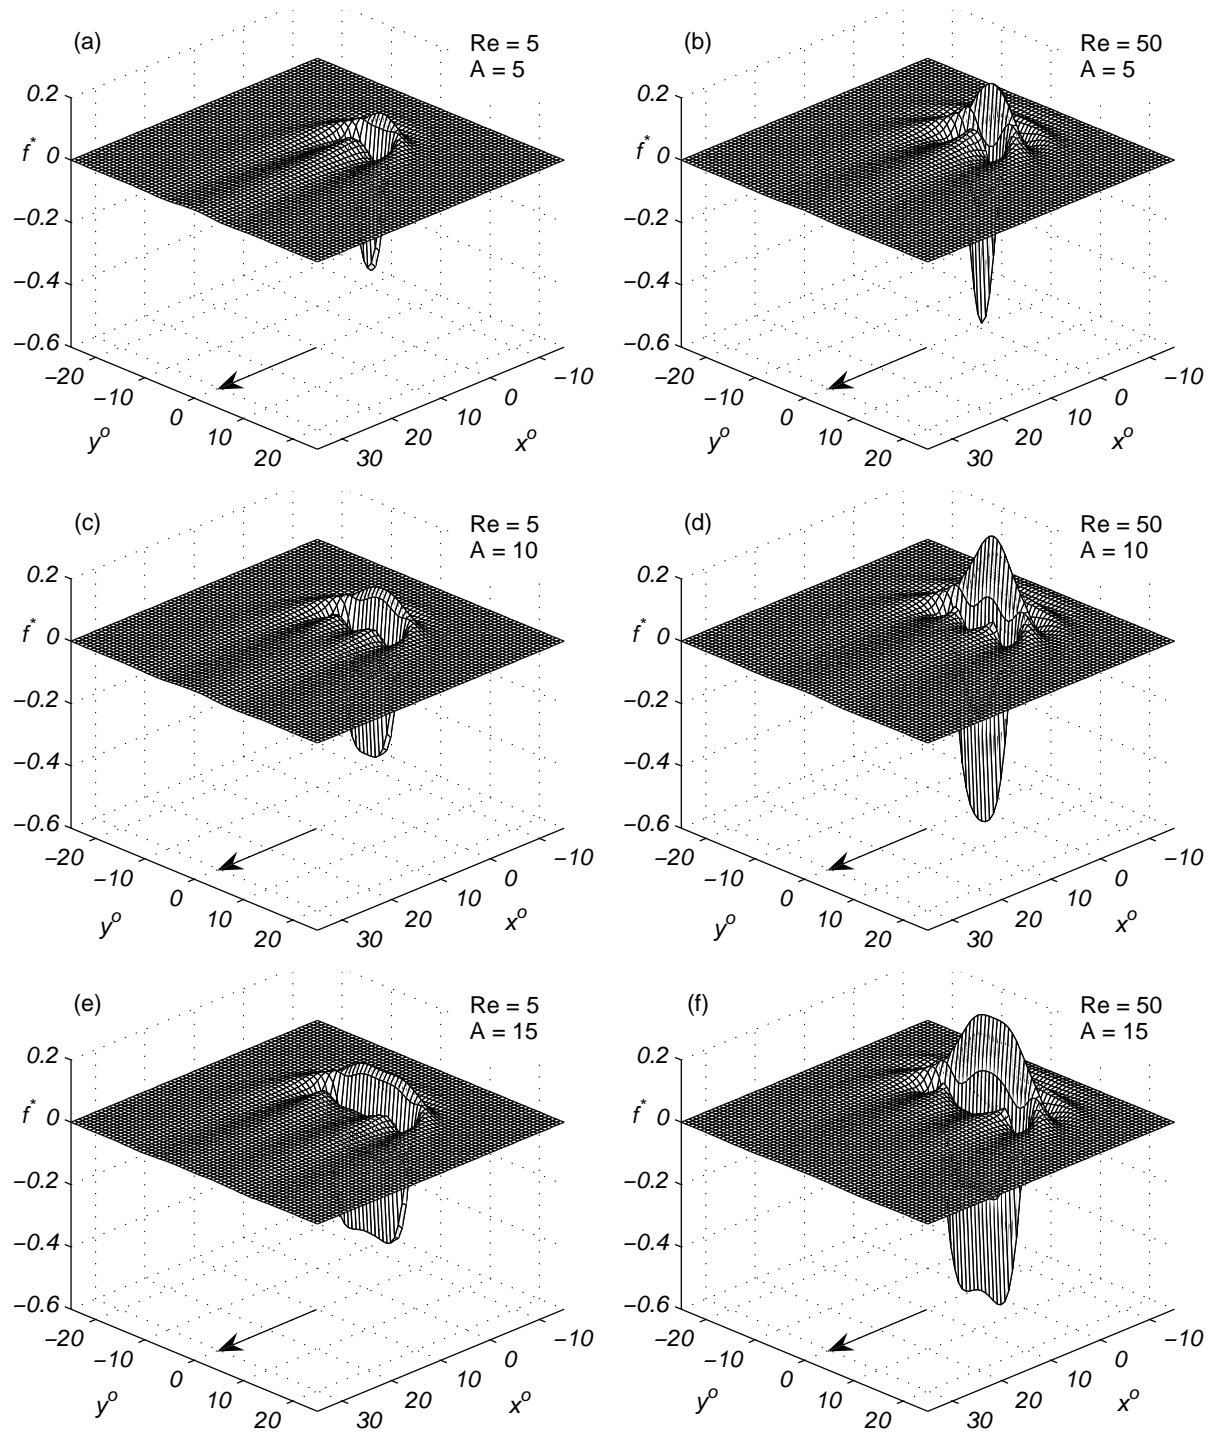 (a) Re = 5
A = 5
0.2
f* 0
−0.2
−0.4
−0.6
−20 −10 0 10 20
y^o
30 20 10 0 −10
x^o
(b) Re = 50
A = 5
0.2
f* 0
−0.2
−0.4
−0.6
−20 −10 0 10 20
y^o
30 20 10 0 −10
x^o
(c) Re = 5
A = 10
0.2
f* 0
−0.2
−0.4
−0.6
−20 −10 0 10 20
y^o
30 20 10 0 −10
x^o
(d) Re = 50
A = 10
0.2
f* 0
−0.2
−0.4
−0.6
−20 −10 0 10 20
y^o
30 20 10 0 −10
x^o
(e) Re = 5
A = 15
0.2
f* 0
−0.2
−0.4
−0.6
−20 −10 0 10 20
y^o
30 20 10 0 −10
x^o
(f) Re = 50
A = 15
0.2
f* 0
−0.2
−0.4
−0.6
−20 −10 0 10 20
y^o
30 20 10 0 −10
x^o